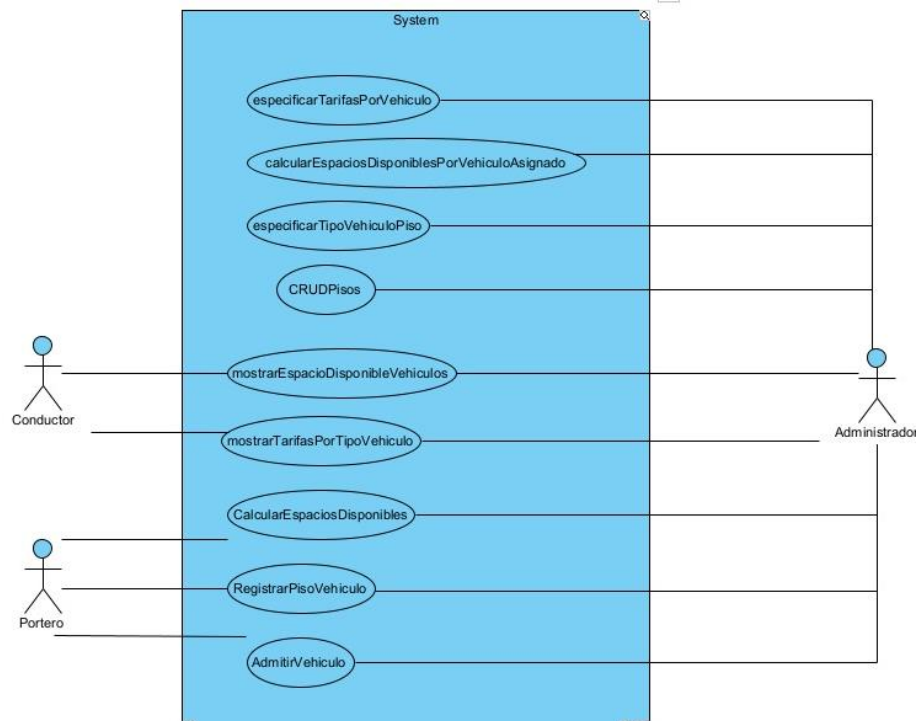 System
especificarTarifasPorVehiculo
calcularEspaciosDisponiblesPorVehiculoAsignado
especificarTipoVehiculoPiso
CRUDPisos
mostrarEspacioDisponibleVehiculos
Conductor
Administrador
mostrarTarifasPorTipoVehiculo
CalcularEspaciosDisponibles
RegistrarPisoVehiculo
Portero
AdmitirVehiculo